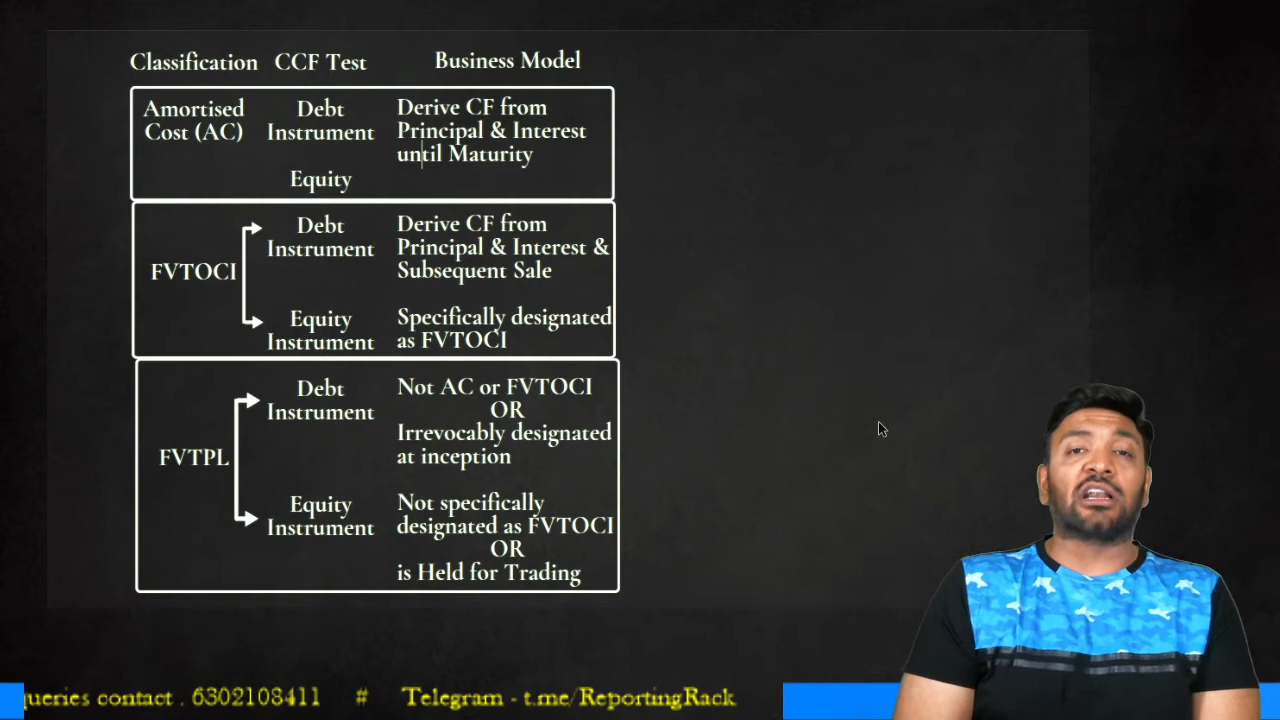 Classification CCF Test Business Model
Amortised
Cost (AC)
Debt
Instrument
Equity
Derive CF from
Principal & Interest
until Maturity
FVTOCI
Debt
Instrument
Derive CF from
Principal & Interest &
Subsequent Sale
Equity
Instrument
Specifically designated
as FVTOCI
FVTPL
Debt
Instrument
Not AC or FVTOCI
OR
Irrevocably designated
at inception
Equity
Instrument
Not specifically
designated as FVTOCI
OR
is Held for Trading
queries contact . 6302108411 # Telegram - t.me/ReportingRack